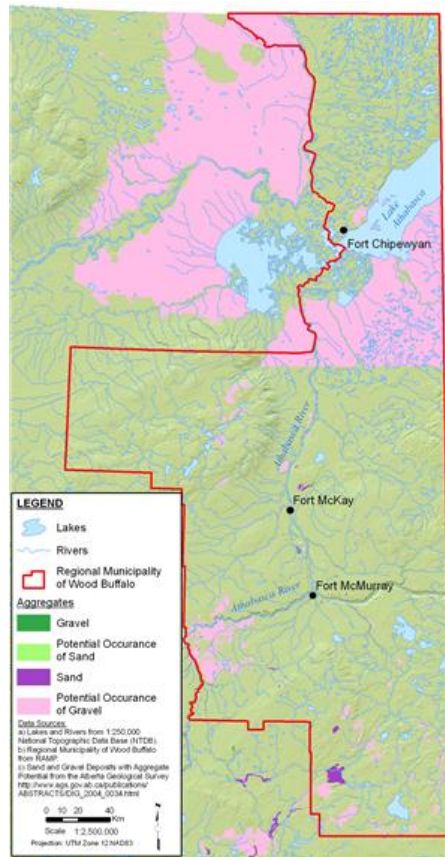 Lake
Athabasca
Fort Chipewyan
Athabasca River
Fort McKay
Fort McMurray
Athabasca River
LEGEND
Lakes
Rivers
Regional Municipality
of Wood Buffalo
Aggregates
Gravel
Potential Occurance
of Sand
Sand
Potential Occurance
of Gravel
Data Sources:
a) Lakes and Rivers from 1:250,000
National Topographic Data Base (NTDB).
b) Regional Municipality of Wood Buffalo
from RAMP.
c) Sand and Gravel Deposits with Aggregate
Potential from the Alberta Geological Survey
http://www.ags.gov.ab.ca/publications/
ABSTRACTS/DIG_2004_0034.html
0 10 20 40
Km
Scale 1:2,500,000
Projection: UTM Zone 12 NAD83